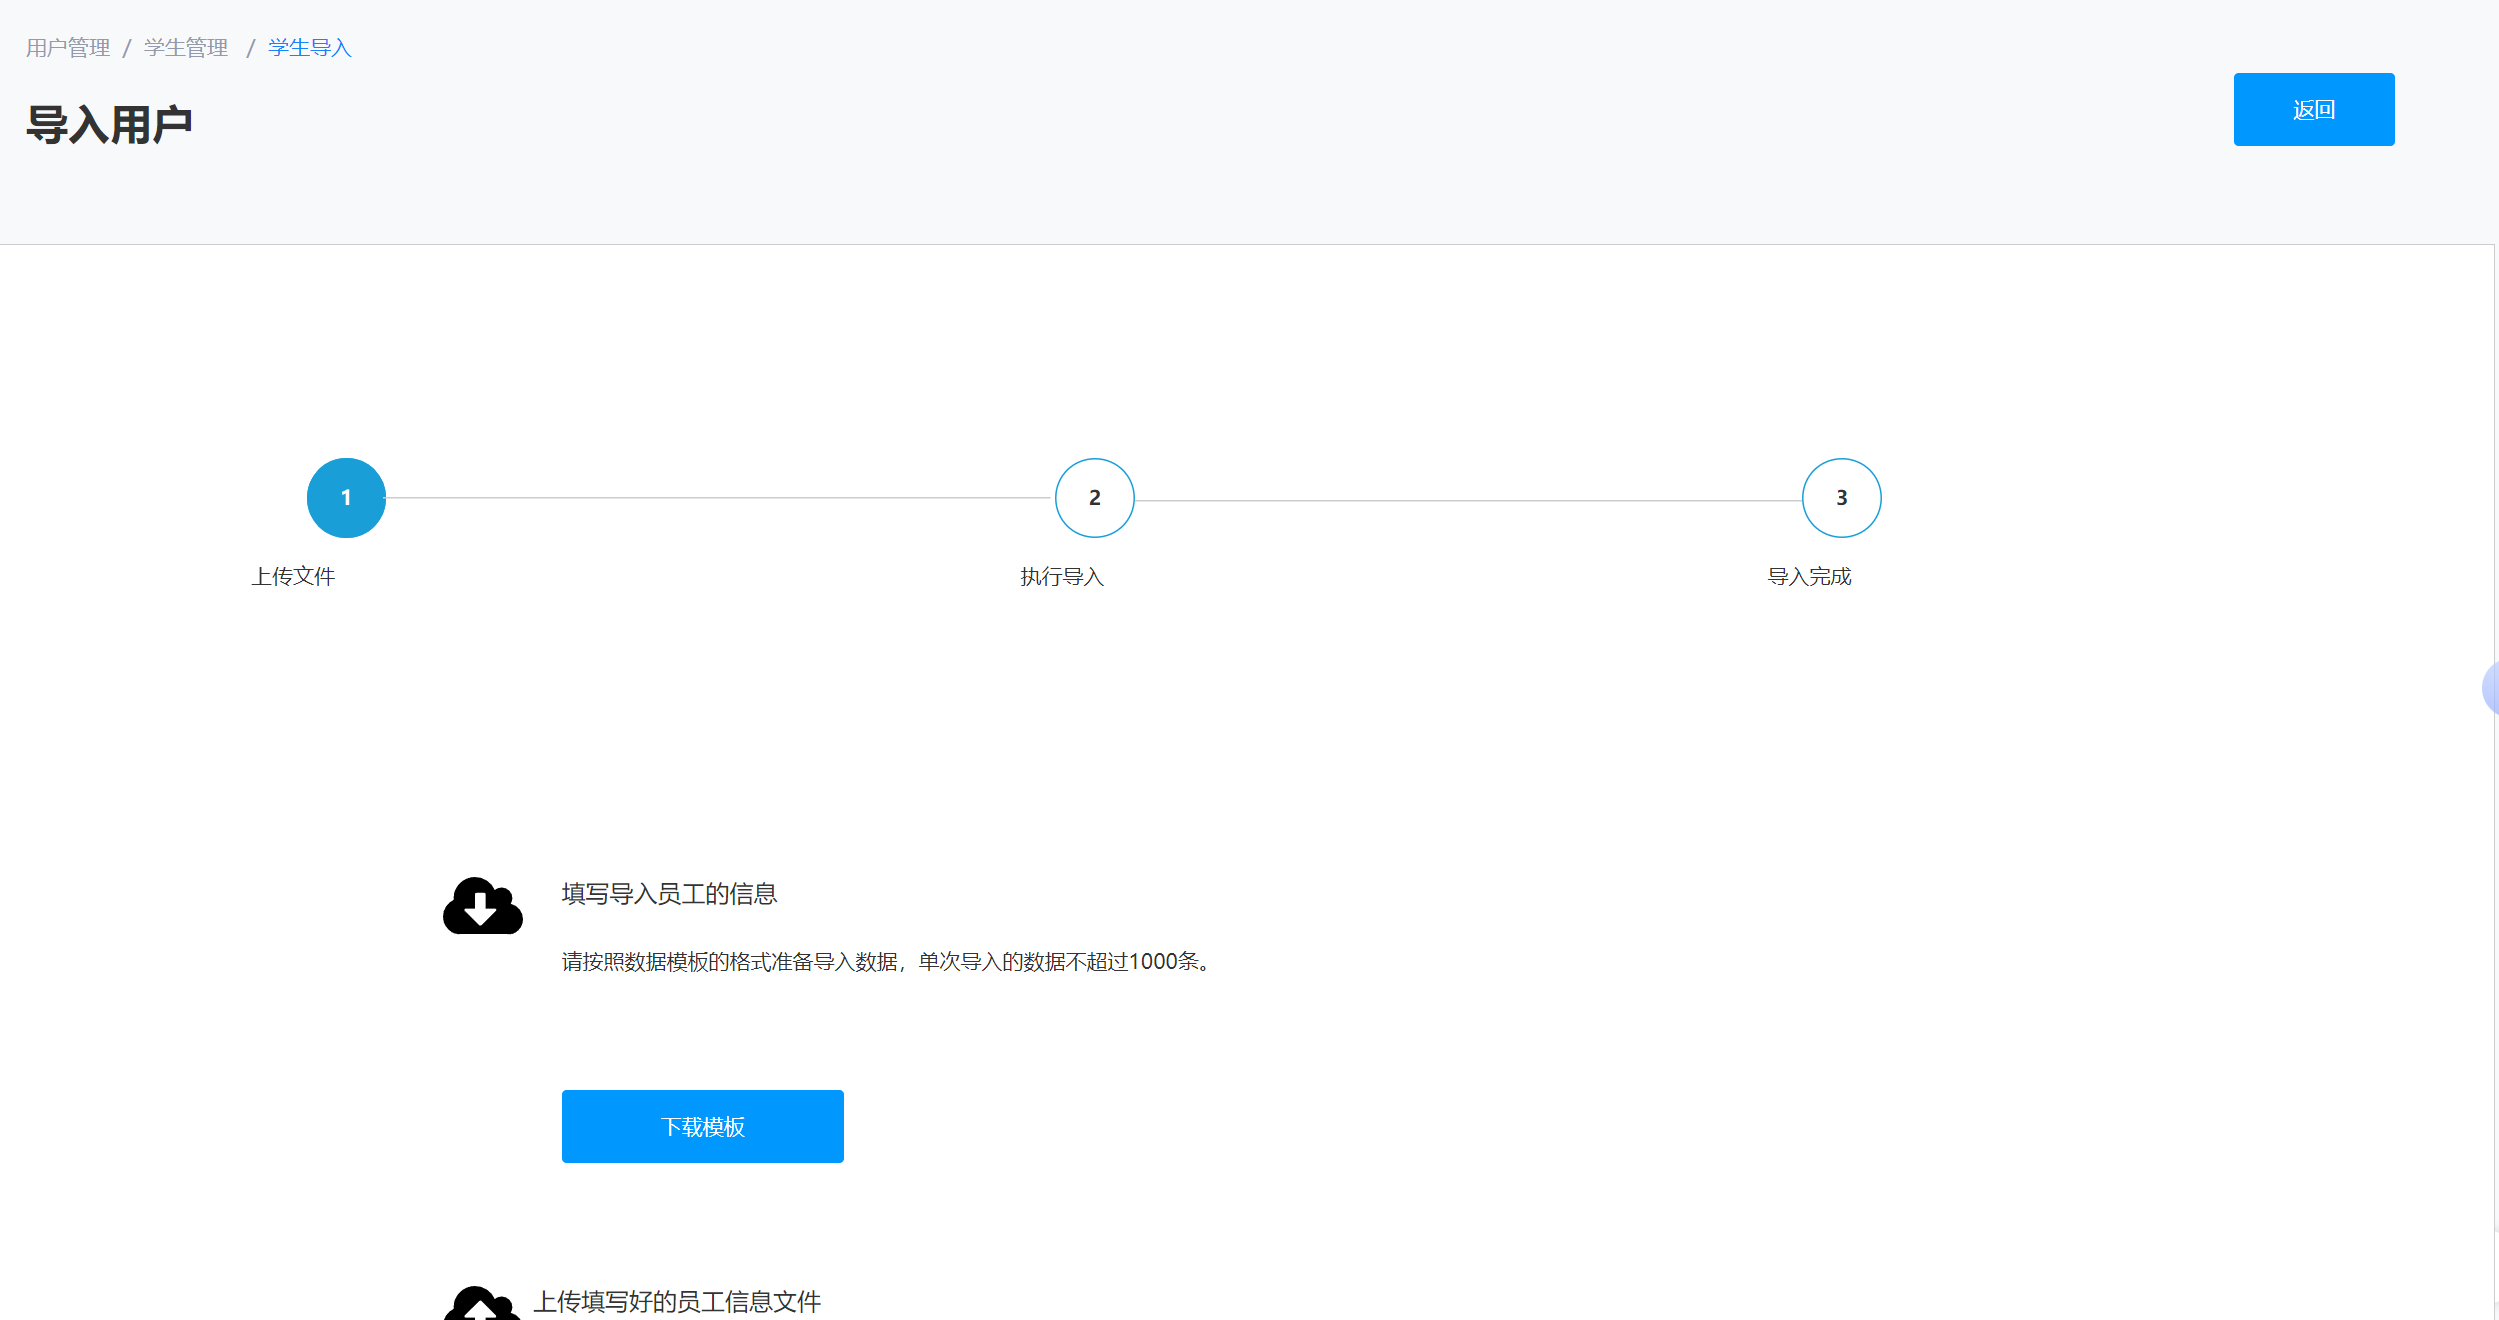 用户管理 / 学生管理 / 学生导入
导入用户
返回
1
2
3
上传文件
执行导入
导入完成
填写导入员工的信息
请按照数据模板的格式准备导入数据，单次导入的数据不超过1000条。
下载模板
上传填写好的员工信息文件